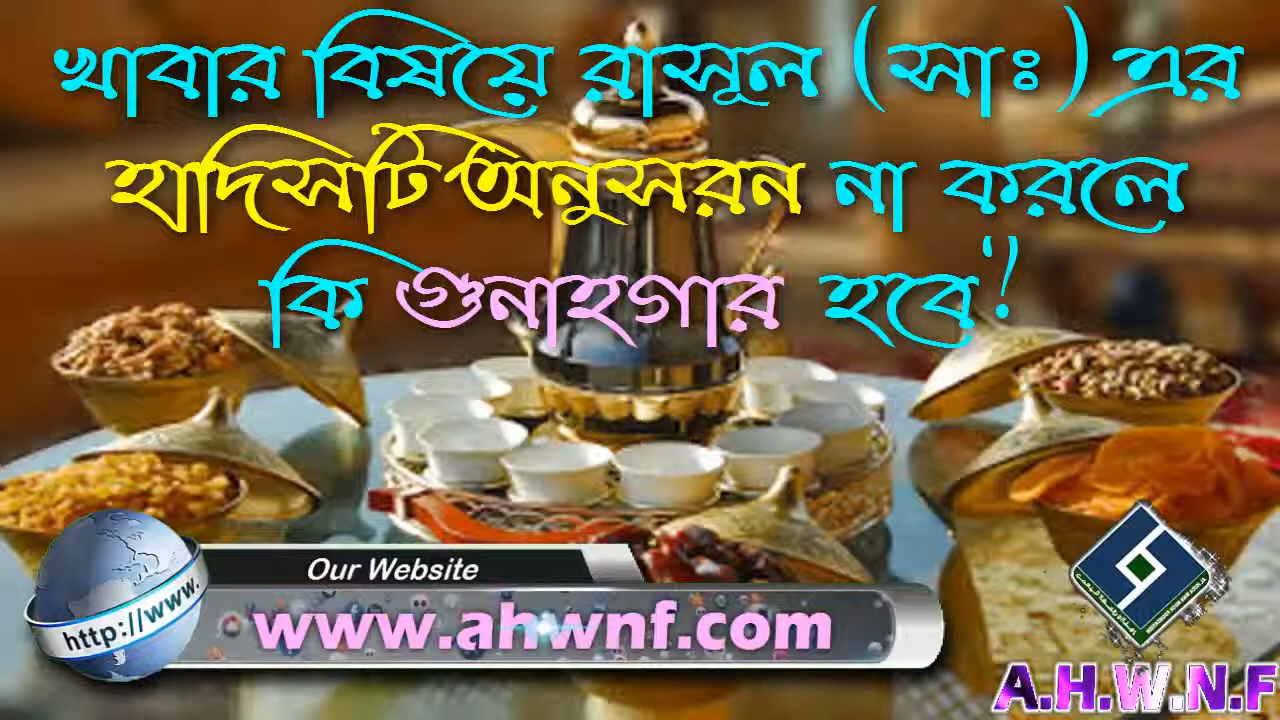 খাবার বিষয়ে রাসূল (সাঃ) এর
হাদিসটি অনুসরন না করলে
কি গুনাহগার হবে?
Our Website
http://www.
www.ahwnf.com
A.H.W.N.F